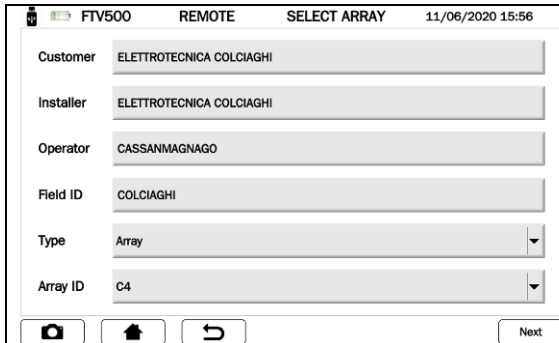 FTV500 REMOTE SELECT ARRAY 11/06/2020 15:56
Customer ELETTROTECNICA COLCIAGHI
Installer ELETTROTECNICA COLCIAGHI
Operator CASSANMAGNAGO
Field ID COLCIAGHI
Type Array
Array ID C4
Next